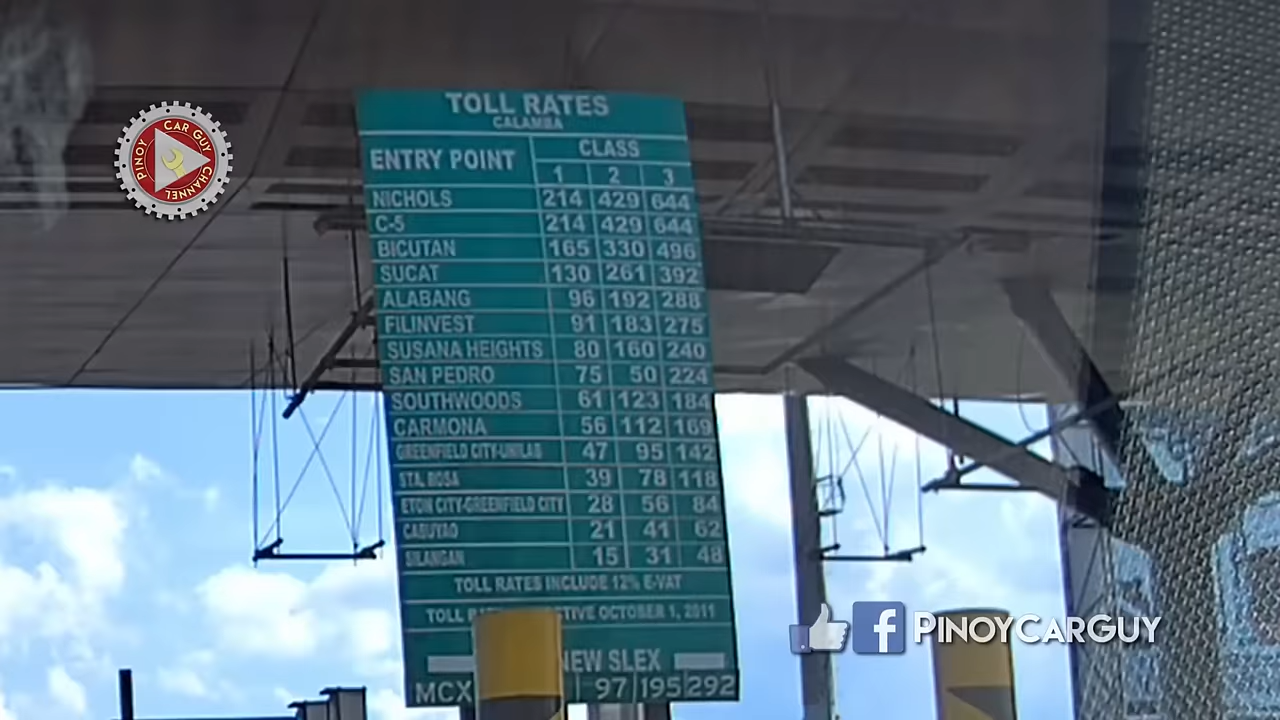 TOLL RATES
CALAMBA
ENTRY POINT CLASS
1 2 3
NICHOLS 214 429 644
C-5 214 429 644
BICUTAN 165 330 496
SUCAT 130 261 392
ALABANG 96 192 288
FILINVEST 91 183 275
SUSANA HEIGHTS 80 160 240
SAN PEDRO 75 50 224
SOUTHWOODS 61 123 184
CARMONA 56 112 169
GREENFIELD CITY-UNILAB 47 95 142
STA. ROSA 39 78 118
ETON CITY-GREENFIELD CITY 28 56 84
CABUYAO 21 41 62
SILANGAN 15 31 48
TOLL RATES INCLUDE 12% E-VAT
TOLL OCTOBER 1, 2011
NEW SLEX
MCX 97 195 292
PINOY CAR GUY CHANNEL
f PINOYCARGUY